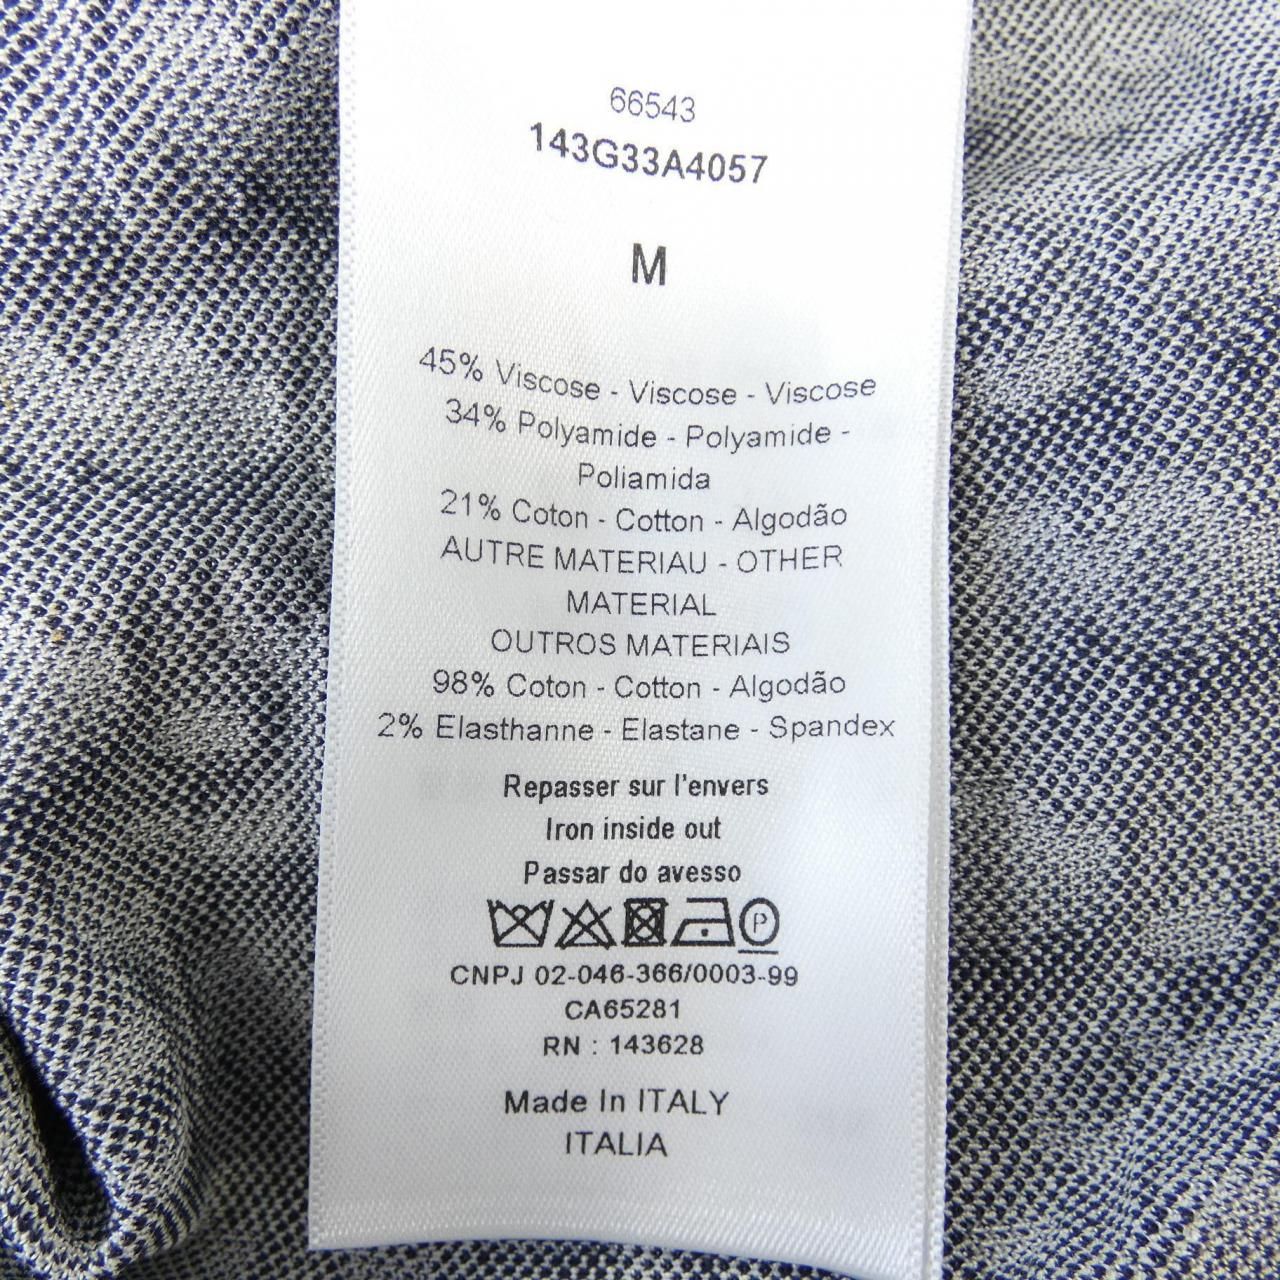 66543
143G33A4057
M
45% Viscose - Viscose - Viscose
34% Polyamide - Polyamide -
Poliamida
21% Coton - Cotton - Algodão
AUTRE MATERIAU - OTHER
MATERIAL
OUTROS MATERIAIS
98% Coton - Cotton - Algodão
2% Elasthanne - Elastane - Spandex
Repasser sur l'envers
Iron inside out
Passar do avesso
P
CNPJ 02-046-366/0003-99
CA65281
RN : 143628
Made In ITALY
ITALIA